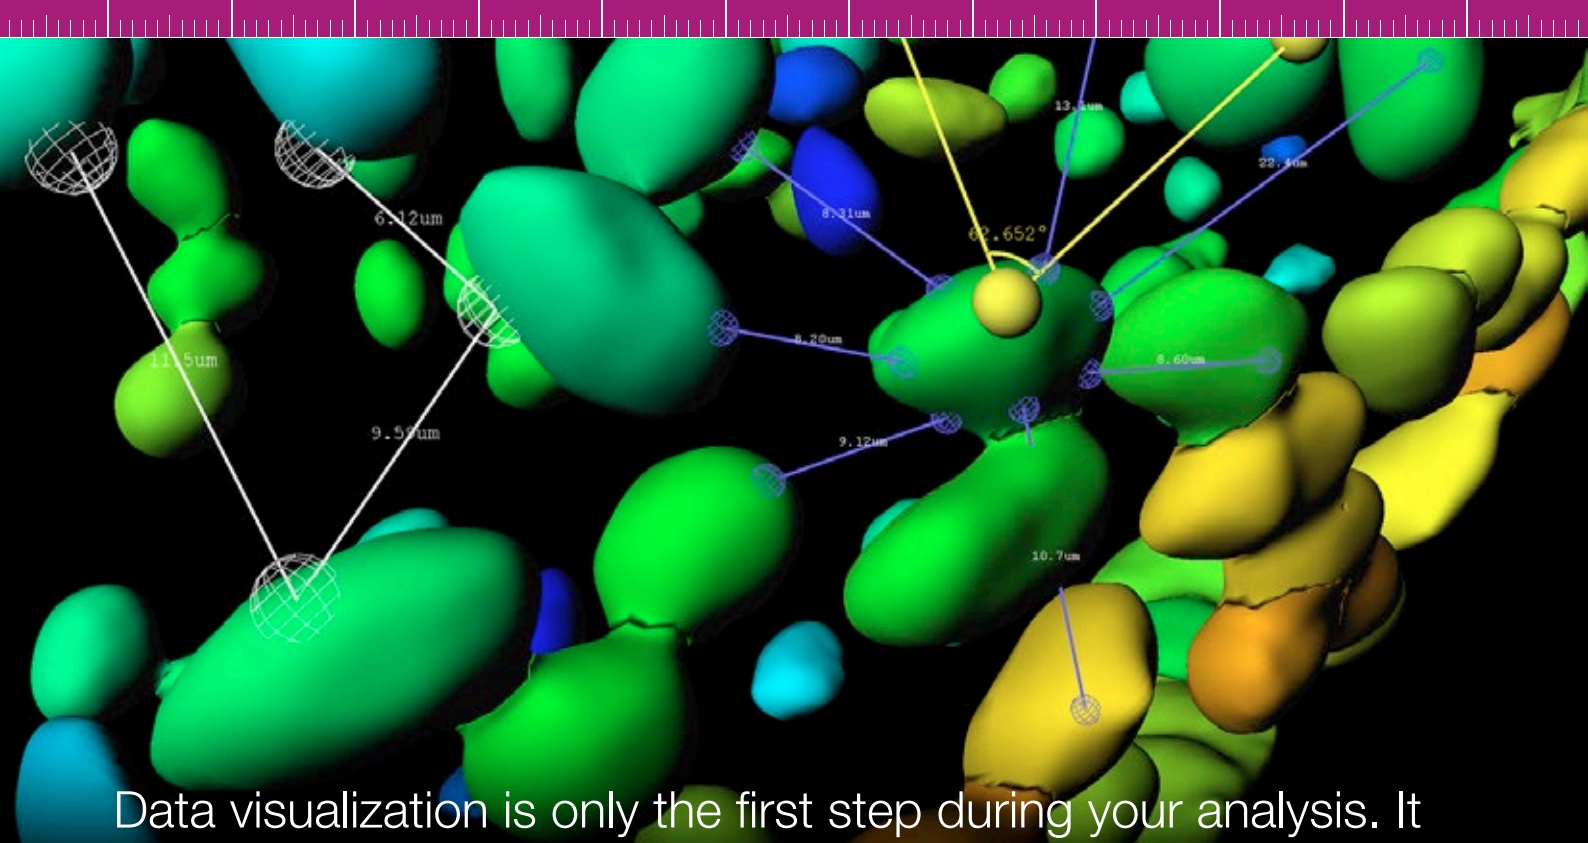 13.1um
22.4um
6.12um
8.31um
62.652°
8.20um
11.5um
8.60um
9.59um
9.12um
10.7um
Data visualization is only the first step during your analysis. It